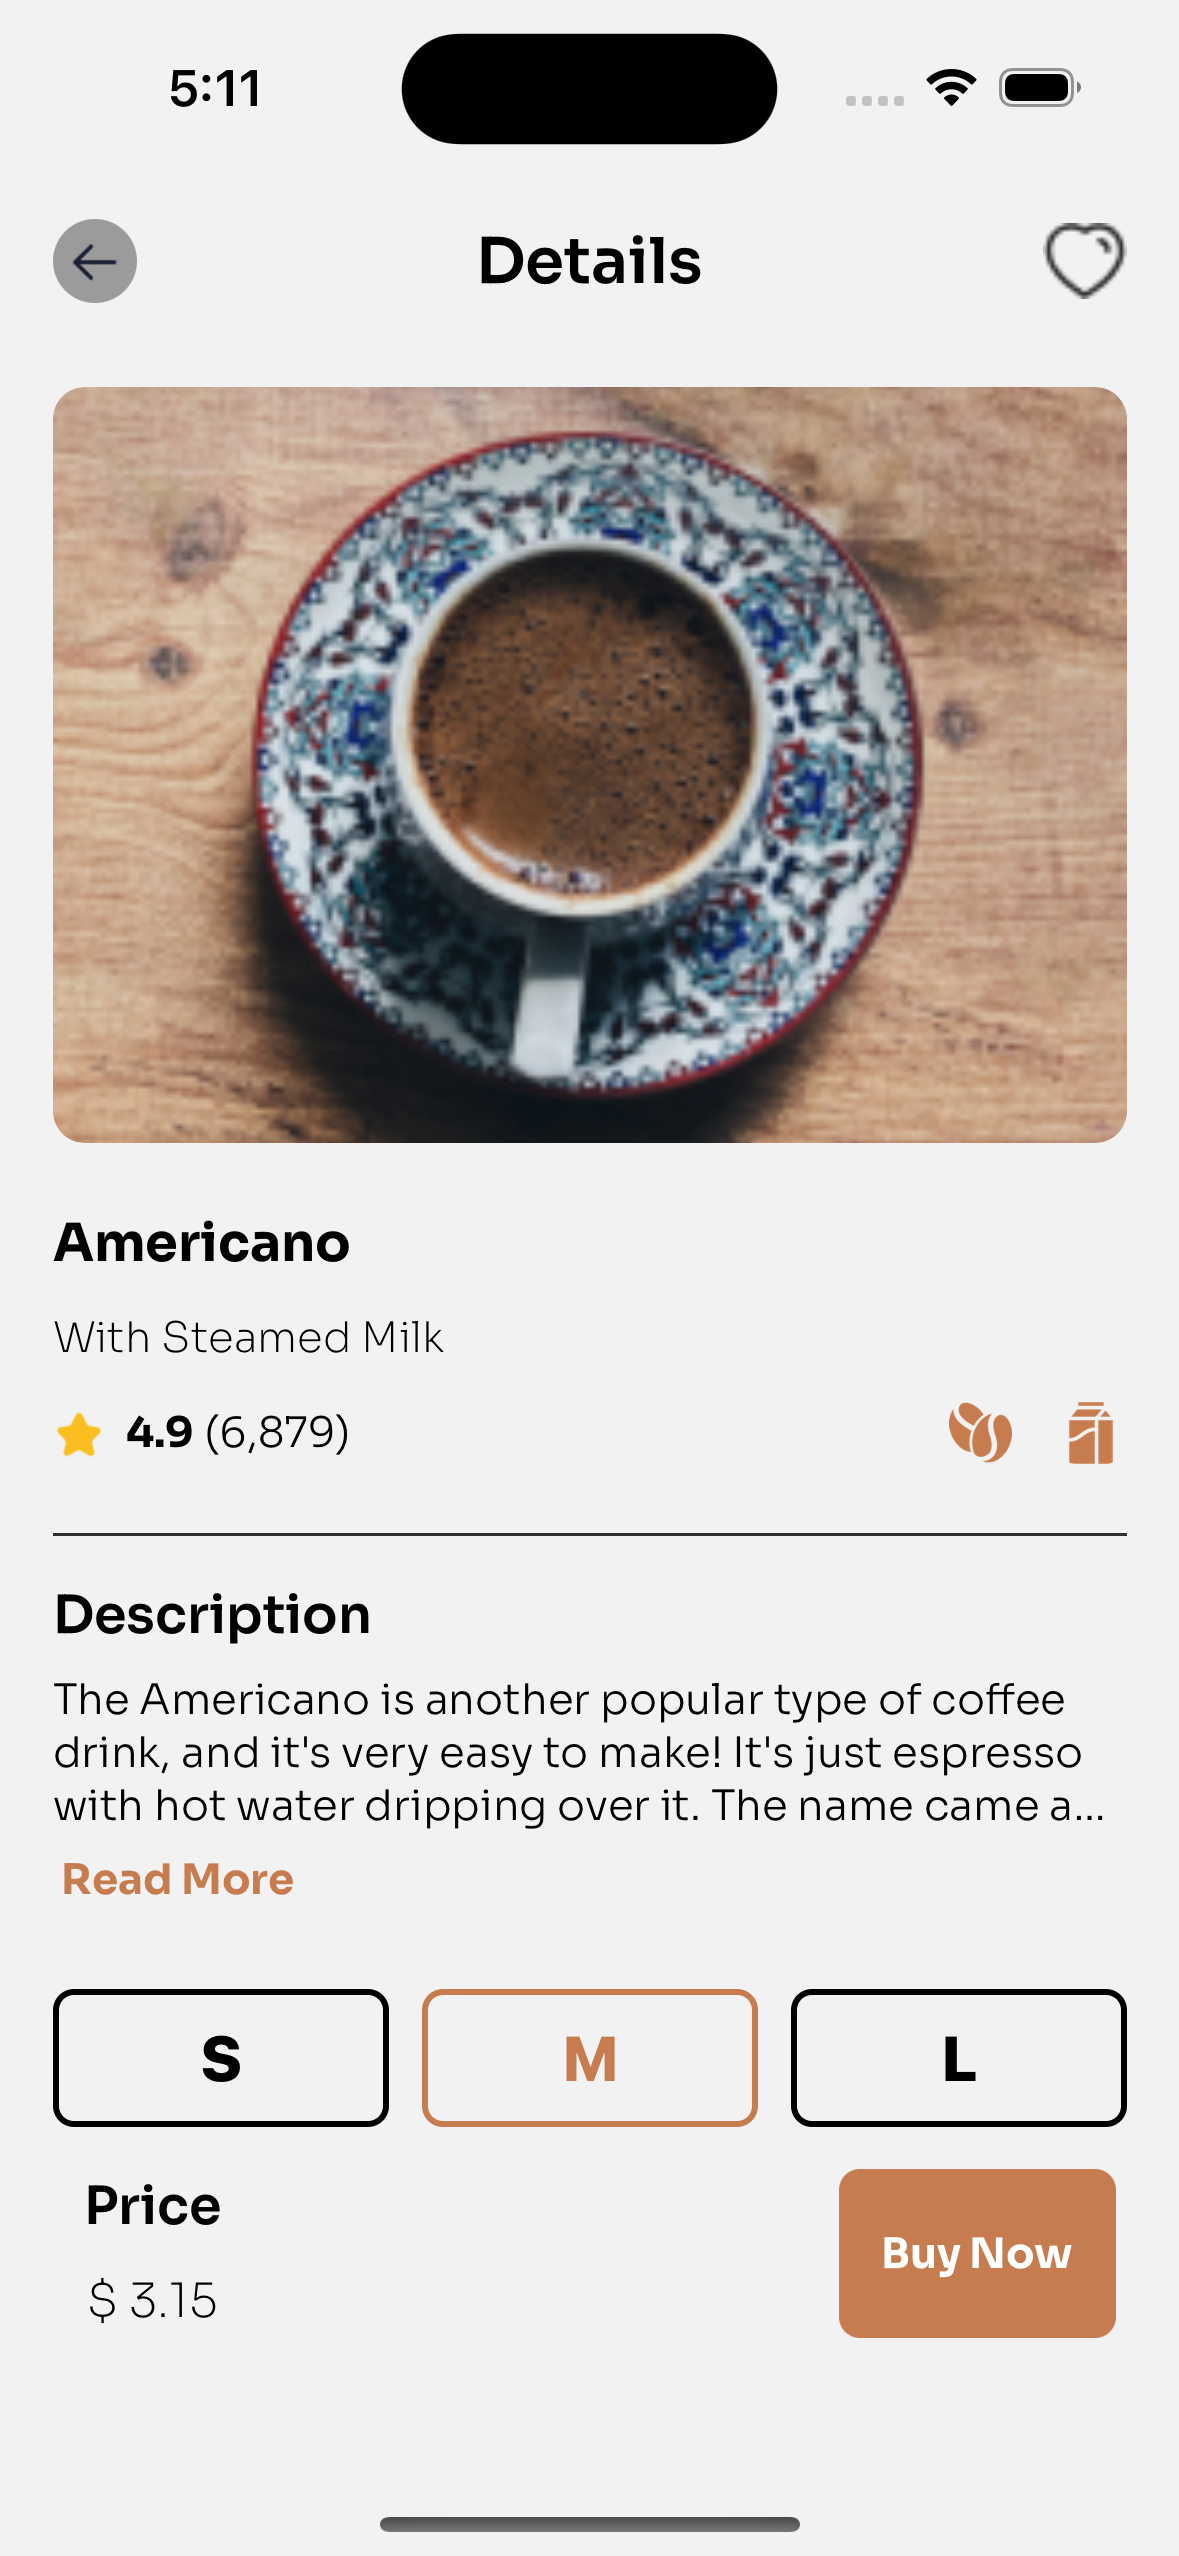 5:11
Details
Americano
With Steamed Milk
4.9 (6,879)
Description
The Americano is another popular type of coffee
drink, and it's very easy to make! It's just espresso
with hot water dripping over it. The name came a...
Read More
S
M
L
Price
$ 3.15
Buy Now